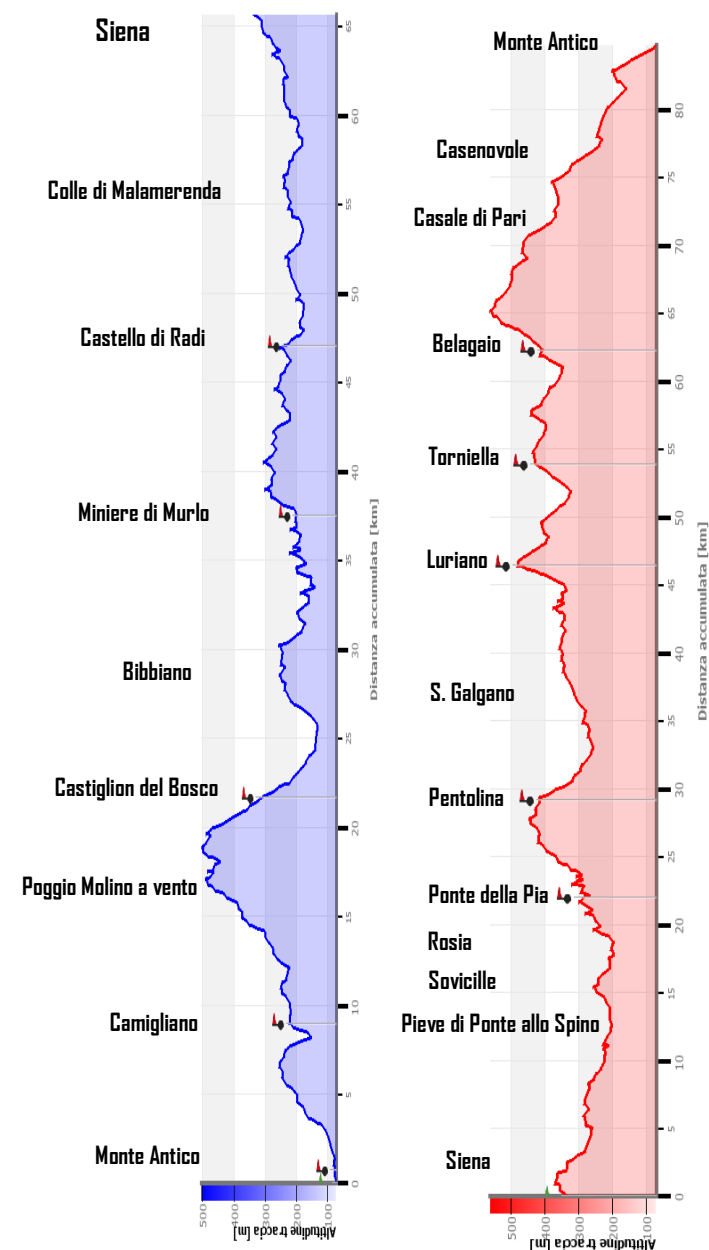 Siena
Colle di Malamerenda
Castello di Radi
Miniere di Murlo
Bibbiano
Castiglion del Bosco
Poggio Molino a vento
Camigliano
Monte Antico
65
60
55
50
45
40
35
30
25
20
15
10
5
0
Distanza accumulata [km]
500
400
300
200
100
Altitudine traccia [m]
Monte Antico
Casenovole
Casale di Pari
Belagaio
Torniella
Luriano
S. Galgano
Pentolina
Ponte della Pia
Rosia
Sovicille
Pieve di Ponte allo Spino
Siena
80
75
70
65
60
55
50
45
40
35
30
25
20
15
10
5
0
Distanza accumulata [km]
500
400
300
200
100
Altitudine traccia [m]